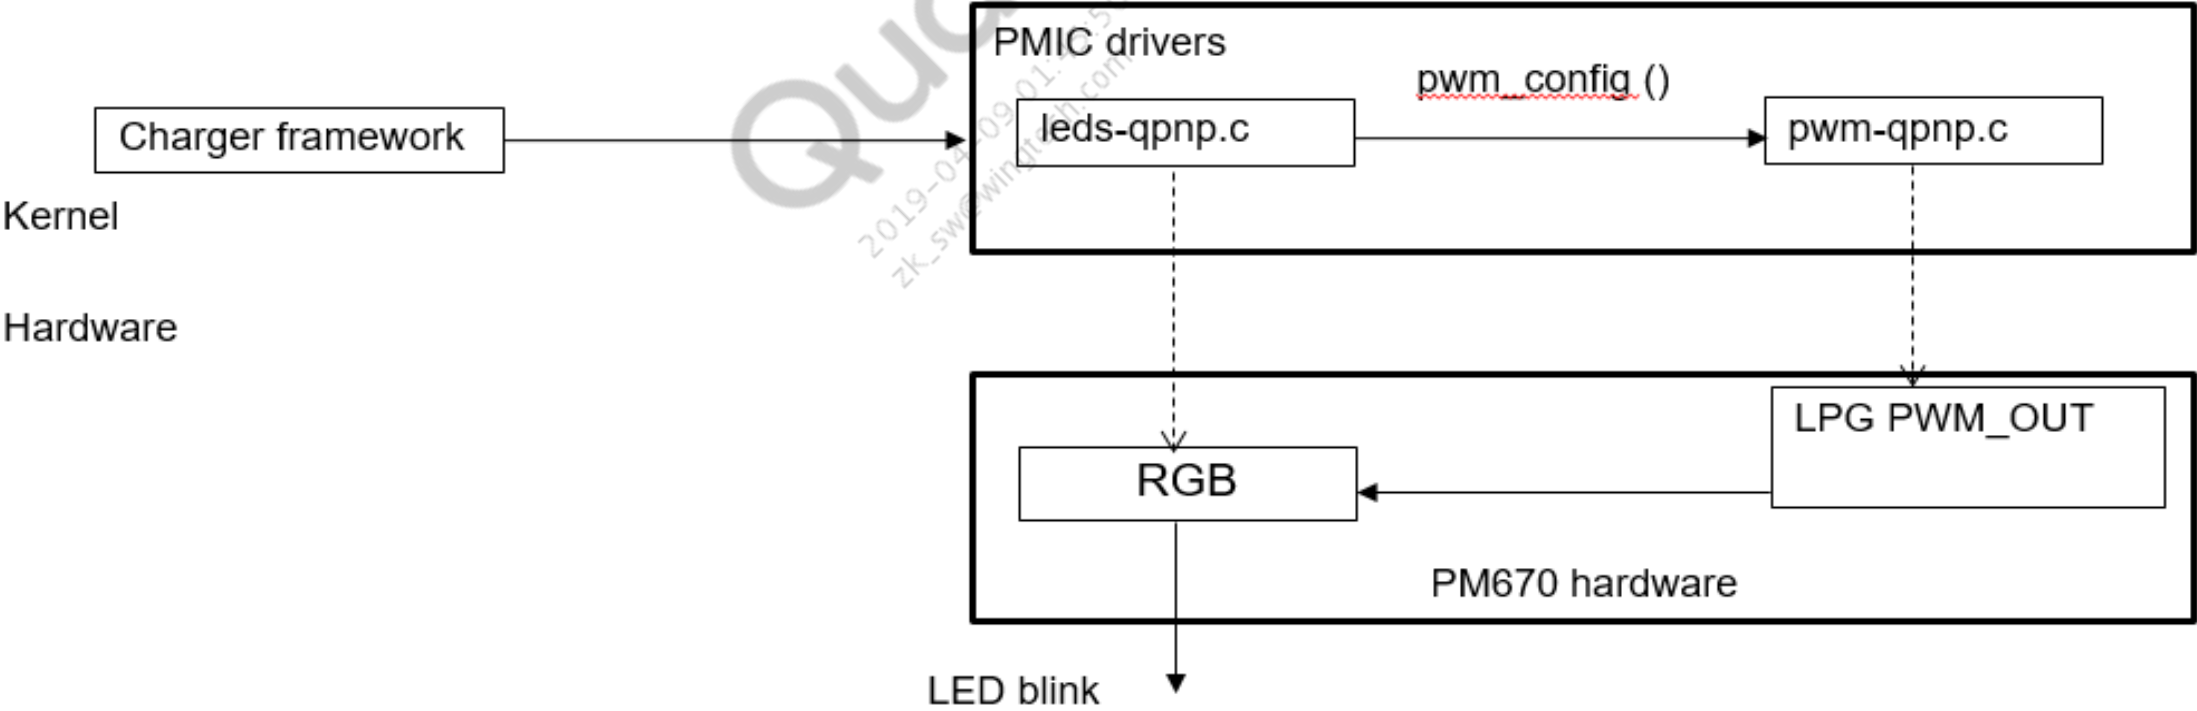 PMIC drivers
pwm_config ()
Charger framework
leds-qpnp.c
pwm-qpnp.c
Kernel
Hardware
LPG PWM_OUT
RGB
PM670 hardware
LED blink